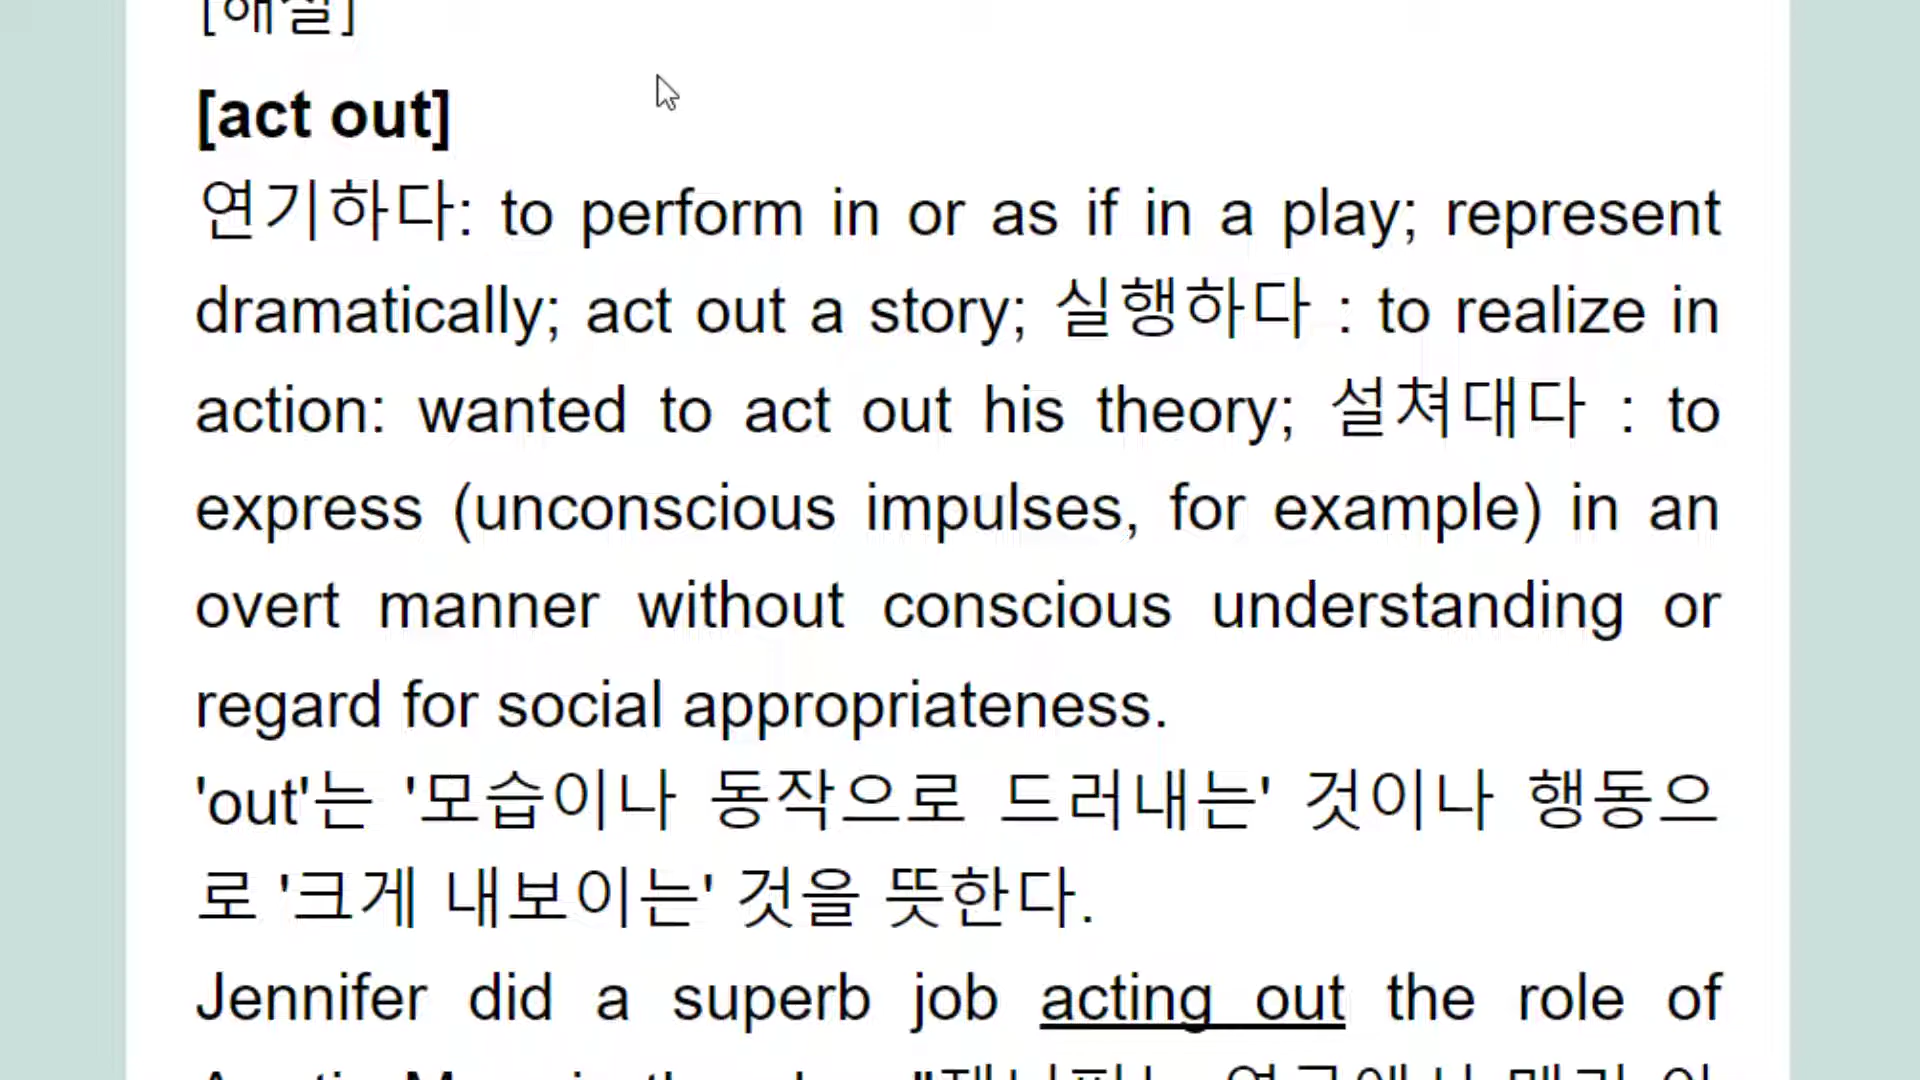 [해설]
[act out]
연기하다: to perform in or as if in a play; represent
dramatically; act out a story; 실행하다 : to realize in
action: wanted to act out his theory; 설쳐대다 : to
express (unconscious impulses, for example) in an
overt manner without conscious understanding or
regard for social appropriateness.
'out'는 '모습이나 동작으로 드러내는' 것이나 행동으
로 '크게 내보이는' 것을 뜻한다.
Jennifer did a superb job acting out the role of